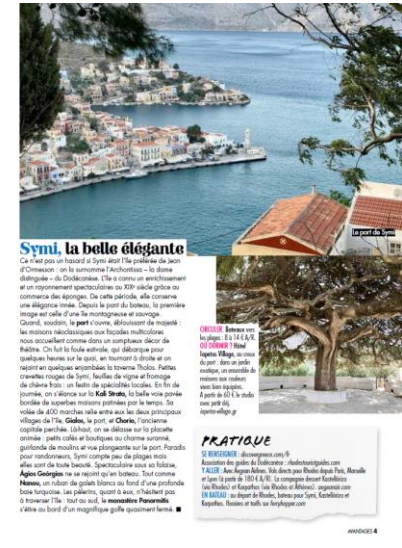 Le port de Symi
Symi, la belle élégante
Ce n'est pas un hasard si Symi était l'île préférée de Jean
d'Ormesson : on la surnomme l'Archontissa – la dame
distinguée – du Dodécanèse. L'île a connu un enrichissement
et un rayonnement spectaculaires au XIXe siècle grâce au
commerce des éponges. De cette période, elle conserve
une élégance innée. Depuis le pont du bateau, la première
image est celle d'une île montagneuse et sauvage.
Quand, soudain, le port s'ouvre, éblouissant de majesté :
les maisons néoclassiques aux façades multicolores
nous accueillent comme dans un somptueux décor de
théâtre. On fuit la foule estivale, qui débarque pour
quelques heures sur le quai, en tournant à droite et on
rejoint en quelques enjambées la taverne Tholos. Petites
crevettes rouges de Symi, feuilles de vigne et fromage
de chèvre frais : un festin de spécialités locales. En fin de
journée, on s'élance sur la Kali Strata, la belle voie pavée
bordée de superbes maisons patinées par le temps. Sa
volée de 400 marches relie entre eux les deux principaux
villages de l'île, Gialos, le port, et Chorio, l'ancienne
capitale perchée. Là-haut, on se délasse sur la placette
animée : petits cafés et boutiques au charme suranné,
guirlande de moulins et vue plongeante sur le port. Paradis
pour randonneurs, Symi compte peu de plages mais
elles sont de toute beauté. Spectaculaire sous sa falaise,
Ágios Geórgios ne se rejoint qu'en bateau. Tout comme
Nanou, un ruban de galets blancs au fond d'une profonde
baie turquoise. Les pèlerins, quant à eux, n'hésitent pas
à traverser l'île : tout au sud, le monastère Panormitis
s'étire au bord d'un magnifique golfe quasiment fermé. ■
CIRCULER. Bateaux vers
les plages : 8 à 14 € A/R.
OÙ DORMIR ? Hôtel
Iapetos Village, au creux
du port : dans un jardin
exotique, un ensemble de
maisons aux couleurs
vives bien équipées.
A partir de 60 € le studio
avec petit déj.
iapetos-village.gr
PRATIQUE
SE RENSEIGNER : discovergreece.com/fr
Association des guides du Dodécanèse : rhodestouristguides.com
Y ALLER : Avec Aegean Airlines. Vols directs pour Rhodes depuis Paris, Marseille
et Lyon (à partir de 180 € A/R). La compagnie dessert Kastellórizo
(via Rhodes) et Karpathos (via Rhodes et Athènes). aegeanair.com
EN BATEAU : au départ de Rhodes, bateaux pour Symi, Kastellórizo et
Karpathos. Horaires et tarifs sur ferryhopper.com
AVANTAGES 4